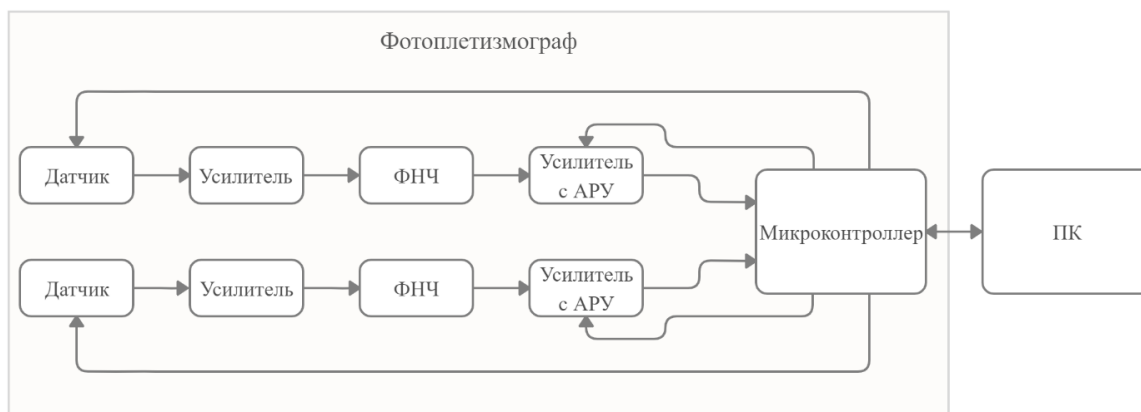 Фотоплетизмограф
Датчик
Усилитель
ФНЧ
Усилитель
с АРУ
Микроконтроллер
ПК
Датчик
Усилитель
ФНЧ
Усилитель
с АРУ